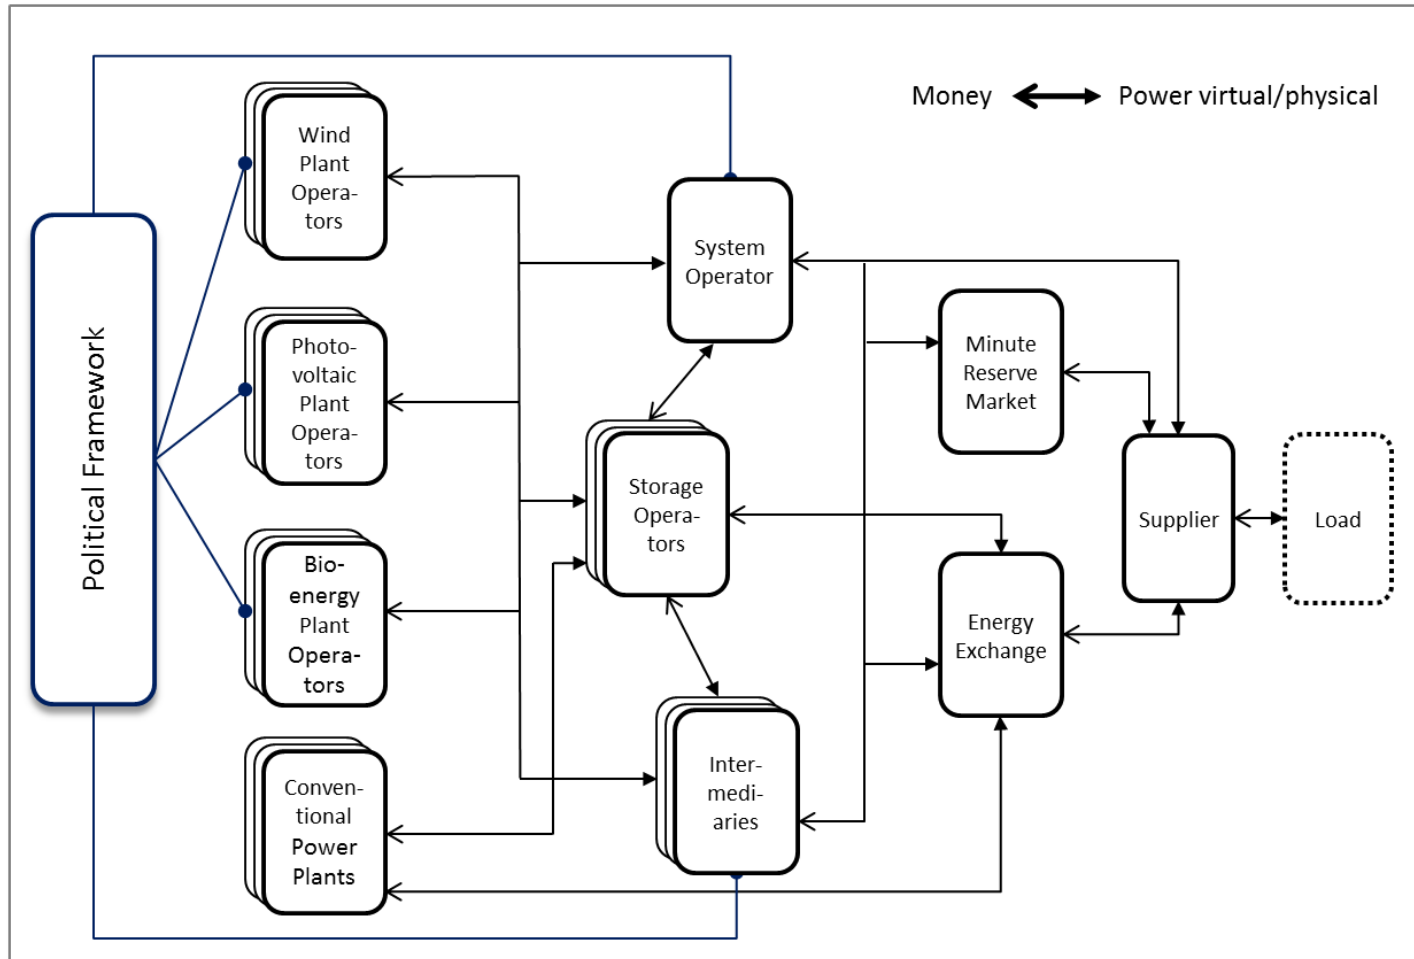 Money
Power virtual/physical
Political Framework
Wind
Plant
Opera-
tors
Photo-
voltaic
Plant
Opera-
tors
Bio-
energy
Plant
Opera-
tors
Conven-
tional
Power
Plants
System
Operator
Storage
Opera-
tors
Inter-
medi-
aries
Minute
Reserve
Market
Energy
Exchange
Supplier
Load